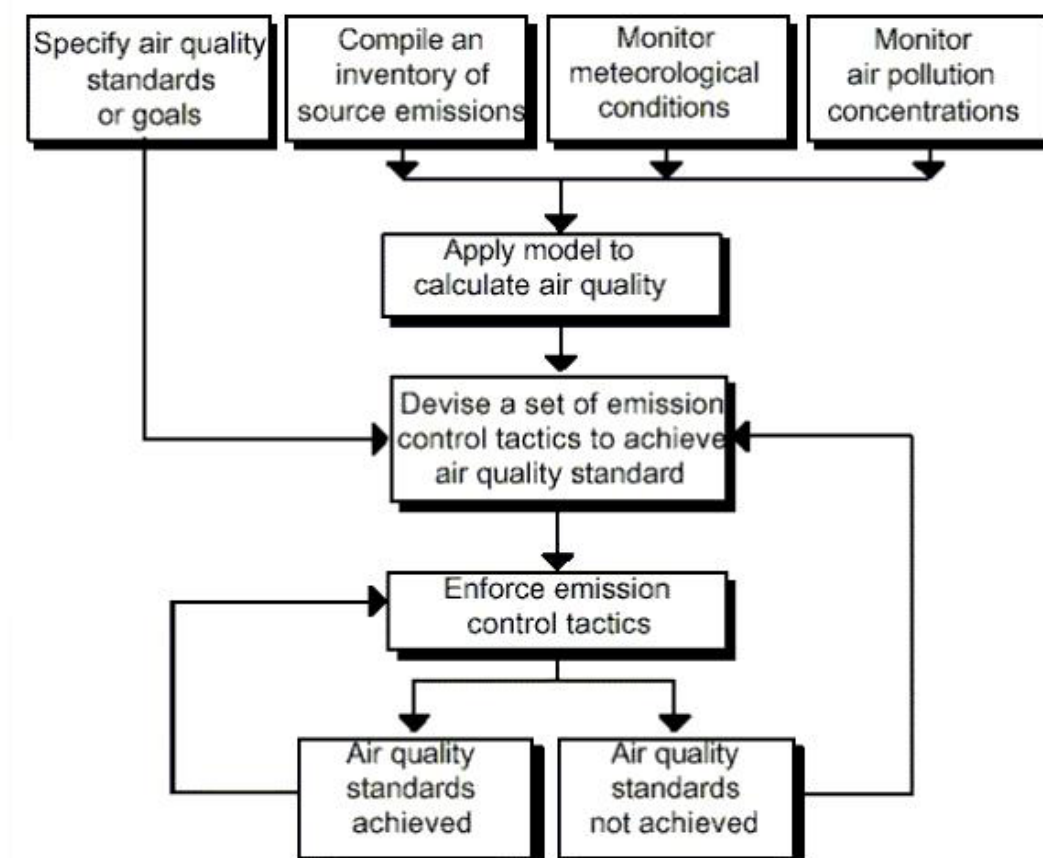 Specify air quality
standards
or goals
Compile an
inventory of
source emissions
Monitor
meteorological
conditions
Monitor
air pollution
concentrations
Apply model to
calculate air quality
Devise a set of emission
control tactics to achieve
air quality standard
Enforce emission
control tactics
Air quality
standards
achieved
Air quality
standards
not achieved